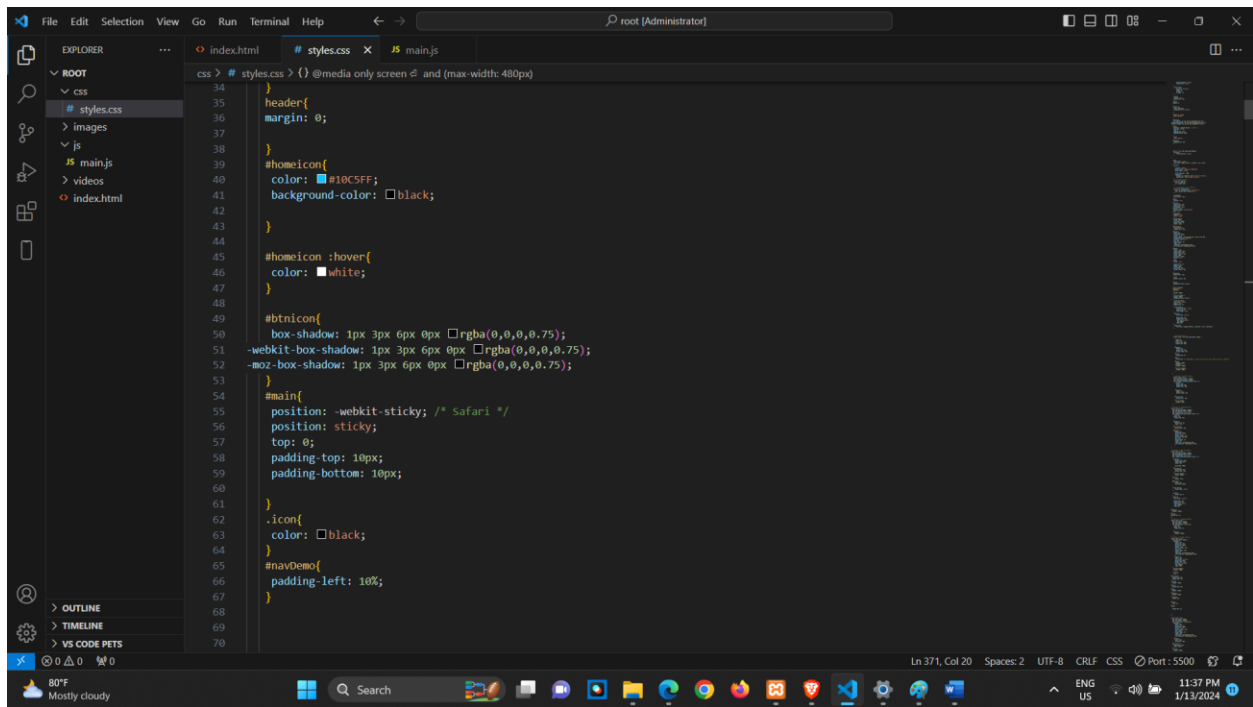 File Edit Selection View Go Run Terminal Help
root [Administrator]
EXPLORER
ROOT
css
# styles.css
images
js
JS main.js
videos
<> index.html
OUTLINE
TIMELINE
VS CODE PETS
<> index.html # styles.css JS main.js
css > # styles.css > {} @media only screen and (max-width: 480px)
34 }
35 header{
36 margin: 0;
37
38 }
39 #homeicon{
40 color: #10C5FF;
41 background-color: black;
42
43 }
44
45 #homeicon :hover{
46 color: white;
47 }
48
49 #btnicon{
50 box-shadow: 1px 3px 6px 0px rgba(0,0,0,0.75);
51 -webkit-box-shadow: 1px 3px 6px 0px rgba(0,0,0,0.75);
52 -moz-box-shadow: 1px 3px 6px 0px rgba(0,0,0,0.75);
53 }
54 #main{
55 position: -webkit-sticky; /* Safari */
56 position: sticky;
57 top: 0;
58 padding-top: 10px;
59 padding-bottom: 10px;
60
61 }
62 .icon{
63 color: black;
64 }
65 #navDemo{
66 padding-left: 10%;
67 }
68
69
70
0 0 0 Ln 371, Col 20 Spaces: 2 UTF-8 CRLF CSS Port : 5500
80°F
Mostly cloudy
Search
ENG
US
11:37 PM
1/13/2024